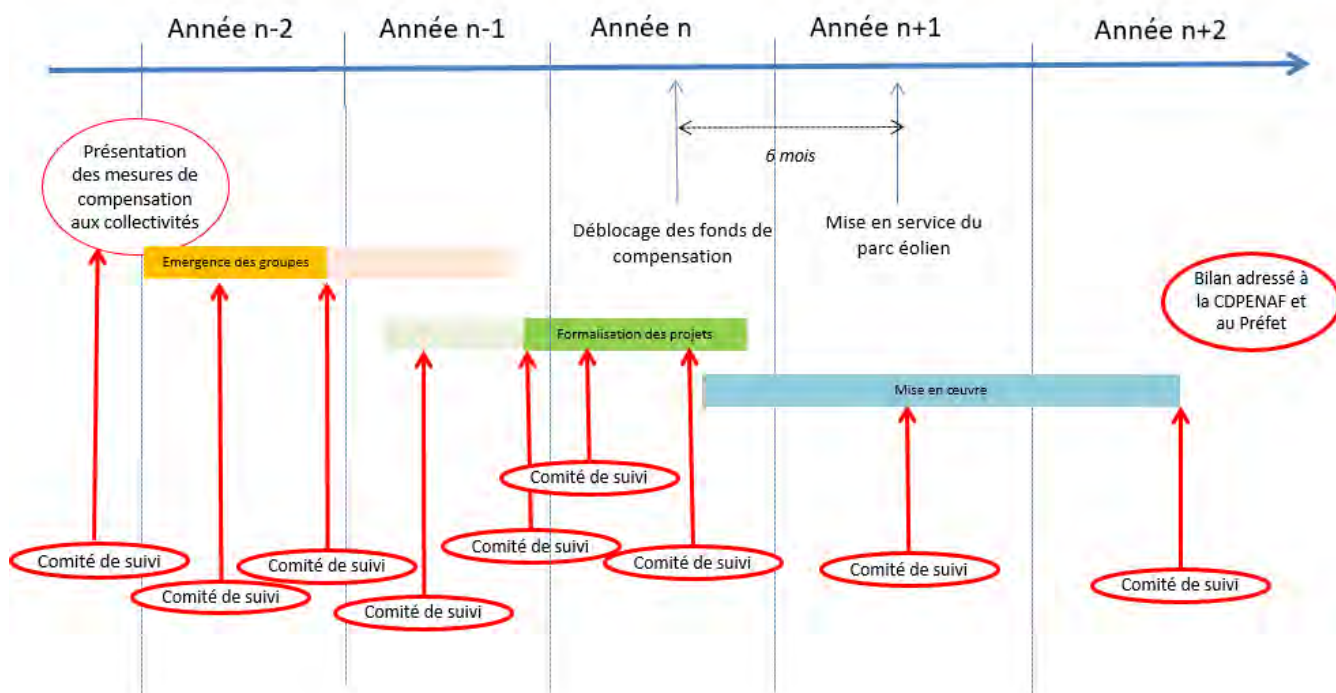 Année n-2
Année n-1
Année n
Année n+1
Année n+2
6 mois
Présentation
des mesures de
compensation
aux collectivités
Déblocage des fonds de
compensation
Mise en service du
parc éolien
Emergence des groupes
Bilan adressé à
la CDPENAF et
au Préfet
Formalisation des projets
Mise en œuvre
Comité de suivi
Comité de suivi
Comité de suivi
Comité de suivi
Comité de suivi
Comité de suivi
Comité de suivi
Comité de suivi
Comité de suivi